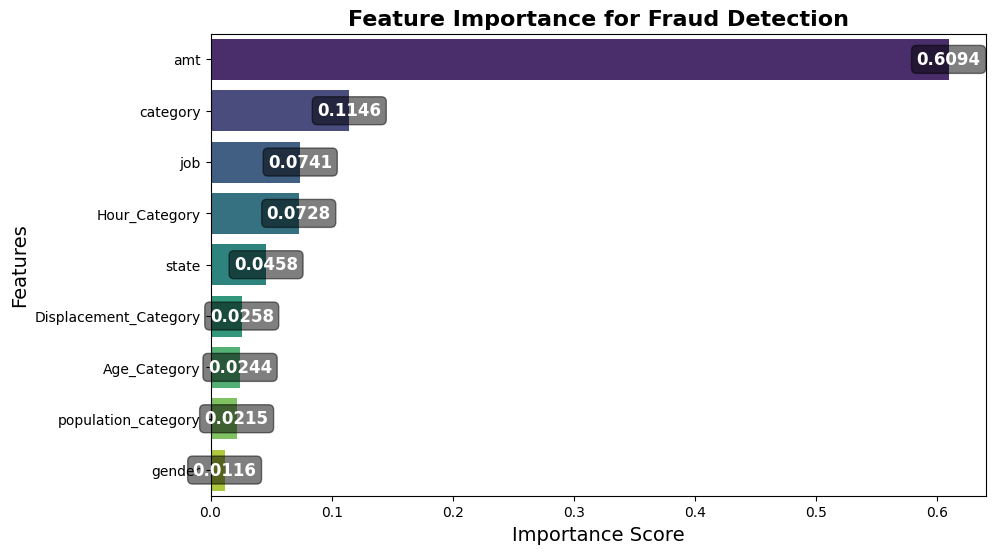 Feature Importance for Fraud Detection
amt
0.6094
category
0.1146
job
0.0741
Hour_Category
0.0728
state
0.0458
Displacement_Category
0.0258
Age_Category
0.0244
population_category
0.0215
gender
0.0116
Features
0.0 0.1 0.2 0.3 0.4 0.5 0.6
Importance Score